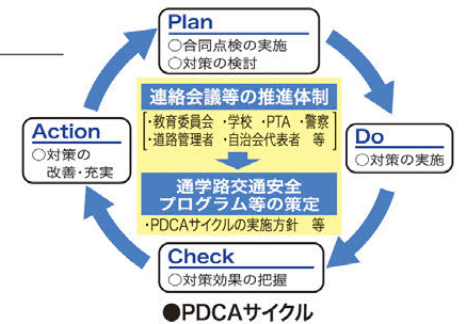 Plan
○合同点検の実施
○対策の検討
連絡会議等の推進体制
・教育委員会 ・学校 ・PTA ・警察
・道路管理者 ・自治会代表者 等
Action
○対策の
改善・充実
Do
○対策の実施
通学路交通安全
プログラム等の策定
・PDCAサイクルの実施方針 等
Check
○対策効果の把握
●PDCAサイクル